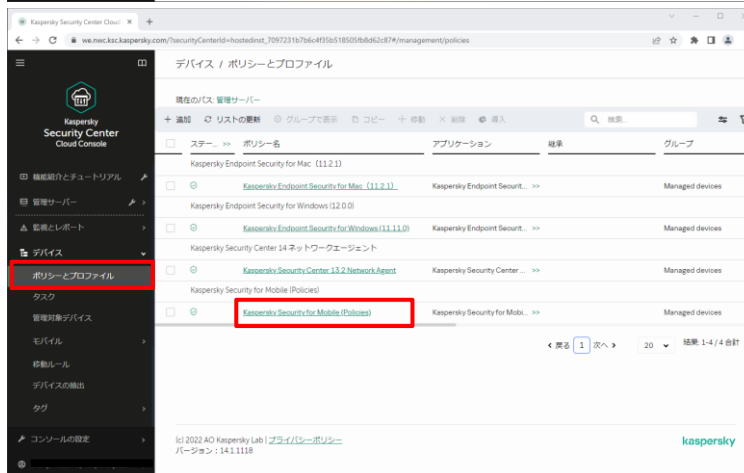 Kaspersky Security Center Cloud
we.nwc.ksc.kaspersky.com/?securityCenterId=hostedinst_7097231b7b6c4f35b518505fb8d62c87#/management/policies
デバイス / ポリシーとプロファイル
Kaspersky
Security Center
Cloud Console
現在のパス: 管理サーバー
+ 追加 リストの更新 グループで表示 コピー 移動 × 削除 導入 検索...
ステー... >> ポリシー名 アプリケーション 継承 グループ
Kaspersky Endpoint Security for Mac (11.2.1)
Kaspersky Endpoint Security for Mac (11.2.1) Kaspersky Endpoint Securit... >> Managed devices
Kaspersky Endpoint Security for Windows (12.0.0)
Kaspersky Endpoint Security for Windows (11.11.0) Kaspersky Endpoint Securit... >> Managed devices
Kaspersky Security Center 14 ネットワークエージェント
Kaspersky Security Center 13.2 Network Agent Kaspersky Security Center ... >> Managed devices
Kaspersky Security for Mobile (Policies)
Kaspersky Security for Mobile (Policies) Kaspersky Security for Mobi... >> Managed devices
< 戻る 1 次へ > 20 結果: 1-4 / 4 合計
機能紹介とチュートリアル
管理サーバー
監視とレポート
デバイス
ポリシーとプロファイル
タスク
管理対象デバイス
モバイル
移動ルール
デバイスの抽出
タグ
コンソールの設定
(c) 2022 AO Kaspersky Lab | プライバシーポリシー
バージョン : 14.1.1118
kaspersky